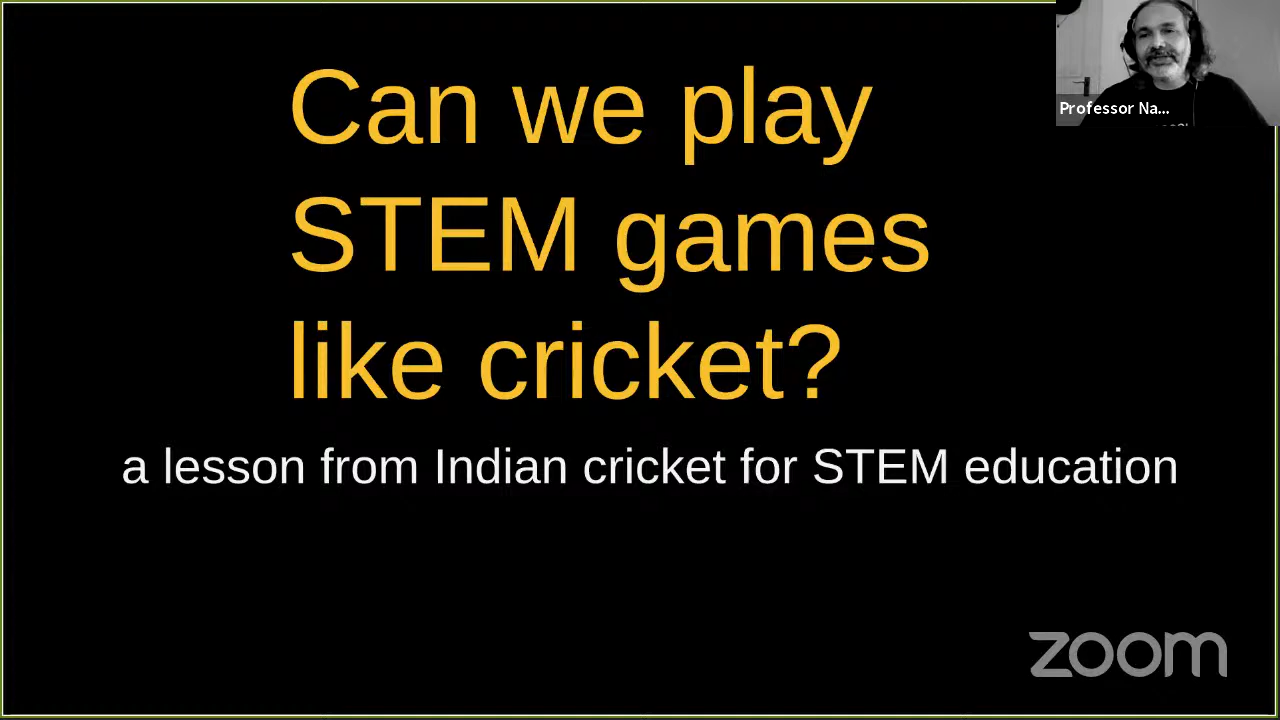 Can we play
STEM games
like cricket?
a lesson from Indian cricket for STEM education
Professor Na...
zoom